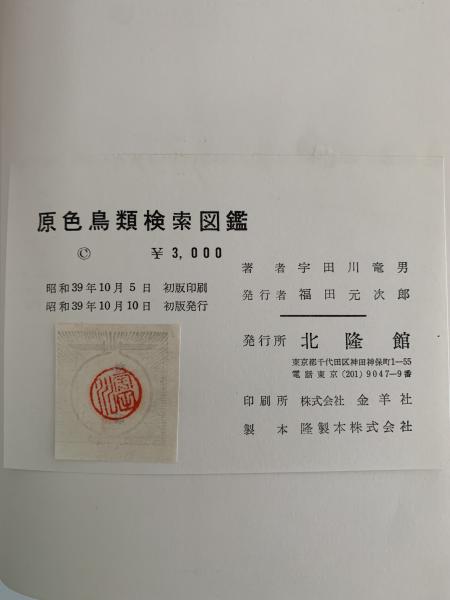 原色鳥類検索図鑑
© ¥ 3,000
昭和39年10月5日 初版印刷
昭和39年10月10日 初版発行
著者 宇田川竜男
発行者 福田元次郎
発行所 北隆館
東京都千代田区神田神保町1—55
電話東京(201)9047—9番
印刷所 株式会社 金羊社
製本 隆製本株式会社